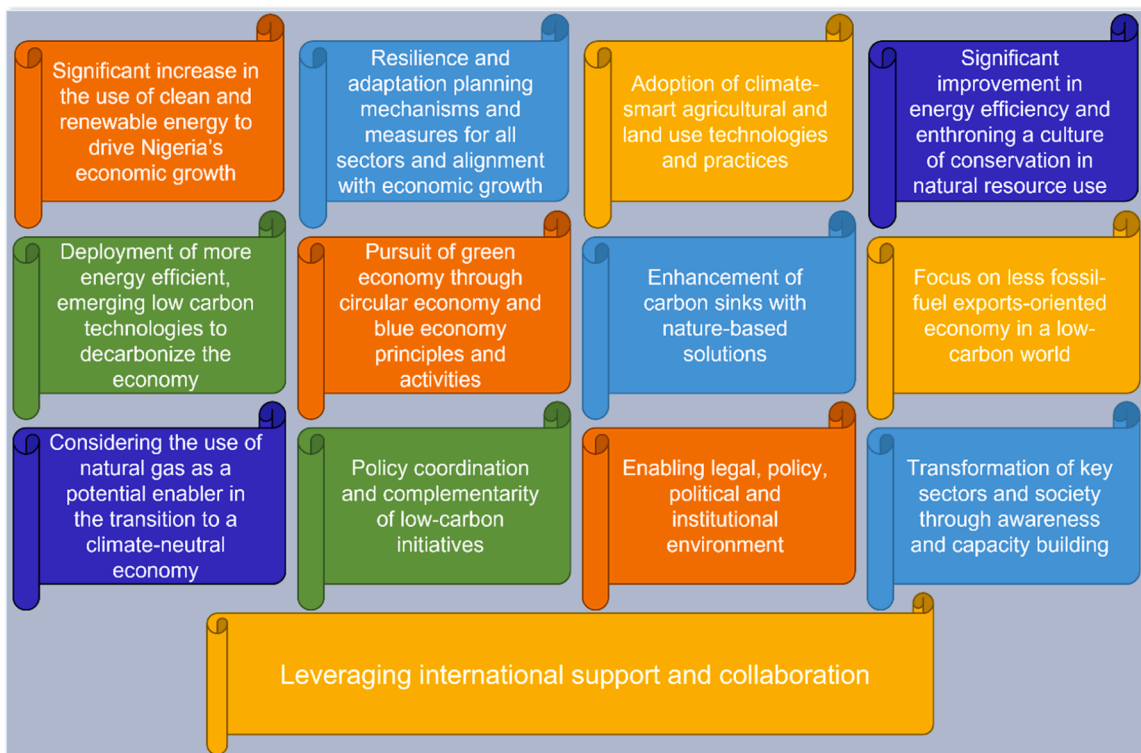 Significant increase in
the use of clean and
renewable energy to
drive Nigeria's
economic growth
Resilience and
adaptation planning
mechanisms and
measures for all
sectors and alignment
with economic growth
Adoption of climate-
smart agricultural and
land use technologies
and practices
Significant
improvement in
energy efficiency and
enthroning a culture
of conservation in
natural resource use
Deployment of more
energy efficient,
emerging low carbon
technologies to
decarbonize the
economy
Pursuit of green
economy through
circular economy and
blue economy
principles and
activities
Enhancement of
carbon sinks with
nature-based
solutions
Focus on less fossil-
fuel exports-oriented
economy in a low-
carbon world
Considering the use of
natural gas as a
potential enabler in
the transition to a
climate-neutral
economy
Policy coordination
and complementarity
of low-carbon
initiatives
Enabling legal, policy,
political and
institutional
environment
Transformation of key
sectors and society
through awareness
and capacity building
Leveraging international support and collaboration